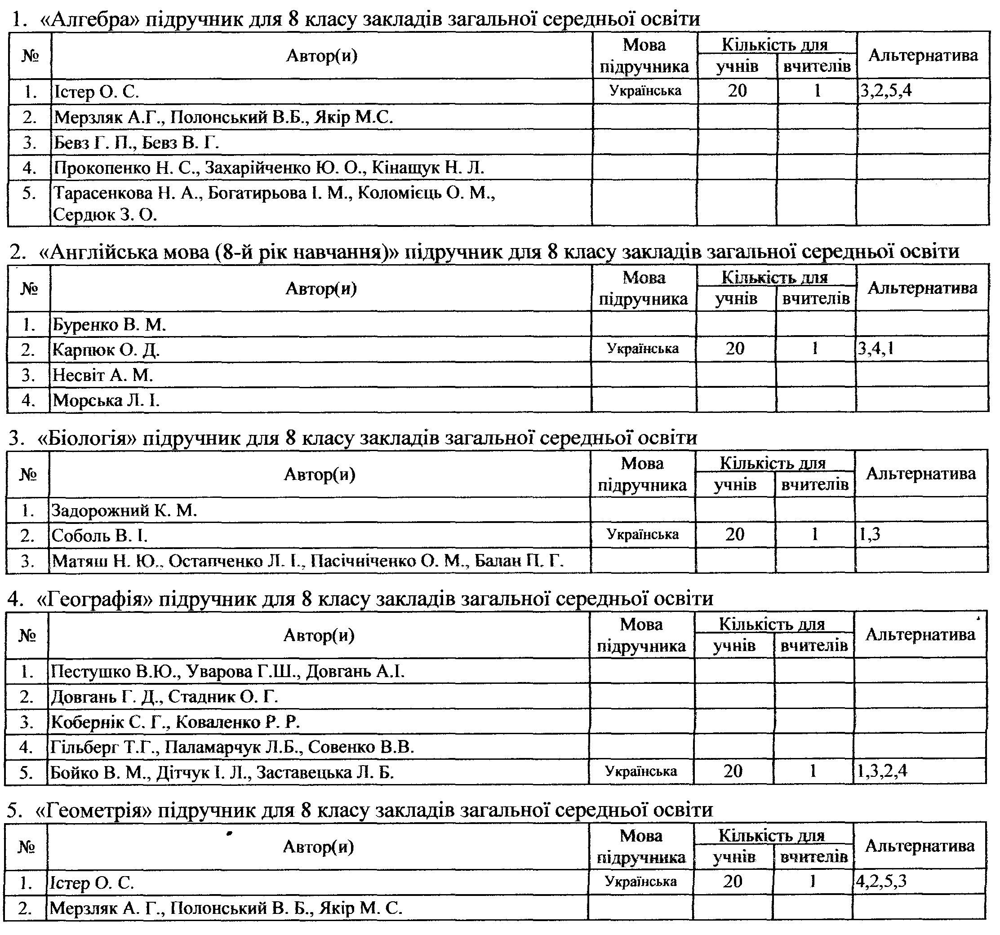 1. «Алгебра» підручник для 8 класу закладів загальної середньої освіти
№ Автор(и) Мова підручника Кількість для учнів вчителів Альтернатива
1. Істер О. С. Українська 20 1 3,2,5,4
2. Мерзляк А.Г., Полонський В.Б., Якір М.С.
3. Бевз Г. П., Бевз В. Г.
4. Прокопенко Н. С., Захарійченко Ю. О., Кінащук Н. Л.
5. Тарасенкова Н. А., Богатирьова І. М., Коломієць О. М.,
Сердюк З. О.
2. «Англійська мова (8-й рік навчання)» підручник для 8 класу закладів загальної середньої освіти
№ Автор(и) Мова підручника Кількість для учнів вчителів Альтернатива
1. Буренко В. М.
2. Карпюк О. Д. Українська 20 1 3,4,1
3. Несвіт А. М.
4. Морська Л. І.
3. «Біологія» підручник для 8 класу закладів загальної середньої освіти
№ Автор(и) Мова підручника Кількість для учнів вчителів Альтернатива
1. Задорожний К. М.
2. Соболь В. І. Українська 20 1 1,3
3. Матяш Н. Ю., Остапченко Л. І., Пасічніченко О. М., Балан П. Г.
4. «Географія» підручник для 8 класу закладів загальної середньої освіти
№ Автор(и) Мова підручника Кількість для учнів вчителів Альтернатива
1. Пестушко В.Ю., Уварова Г.Ш., Довгань А.І.
2. Довгань Г. Д., Стадник О. Г.
3. Кобернік С. Г., Коваленко Р. Р.
4. Гільберг Т.Г., Паламарчук Л.Б., Совенко В.В.
5. Бойко В. М., Дітчук І. Л., Заставецька Л. Б. Українська 20 1 1,3,2,4
5. «Геометрія» підручник для 8 класу закладів загальної середньої освіти
№ Автор(и) Мова підручника Кількість для учнів вчителів Альтернатива
1. Істер О. С. Українська 20 1 4,2,5,3
2. Мерзляк А. Г., Полонський В. Б., Якір М. С.